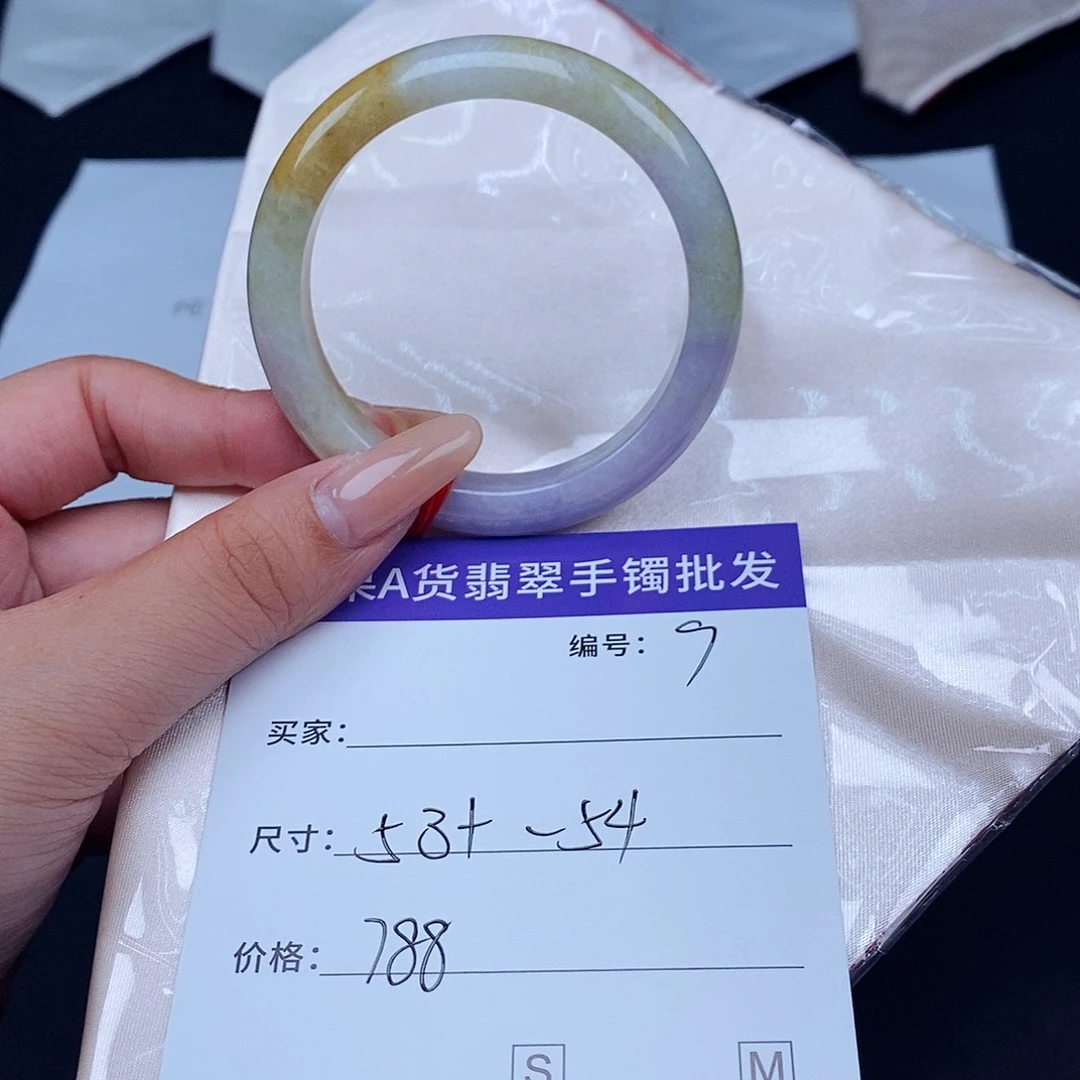 A货翡翠手镯批发
编号: 9
买家:
尺寸: 53+ -54
价格: 788
S M